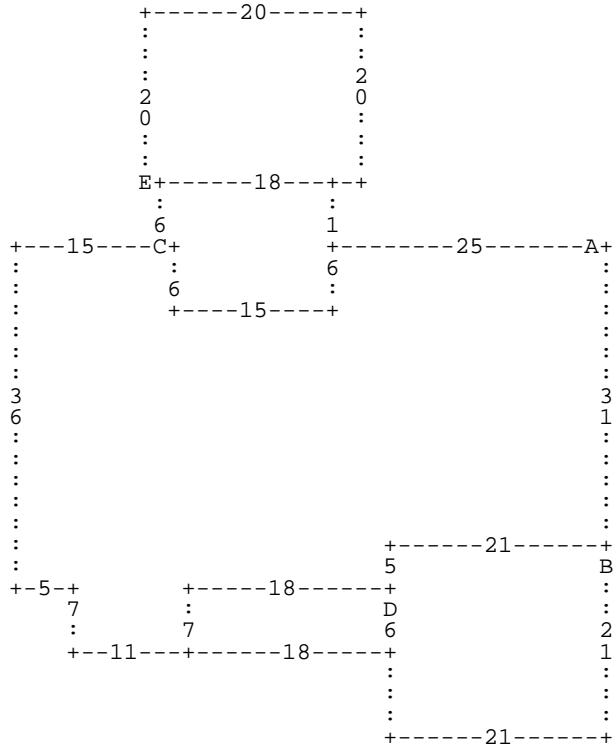 +------20------+
         :              :
         :              :
         :              2
         2              0
         0              :
         :              :
         :              :
         E+------18---+-+
          :           :
          6           1
+---15----C+          +--------25-------A+
:          :          6                  :
:          6          :                  :
:          +---15-----+                  :
:                                        :
:                                        :
:                                        :
3                                        3
6                                        1
:                                        :
:                                        :
:                                        :
:                                        :
:                                        :
:                         +------21------+
:                         5              B
+-5-+       +------18-----+              :
    7       :             D              :
    :       7             6              2
    +--11---+------18-----+              1
                          :              :
                          :              :
                          :              :
                          +------21------+